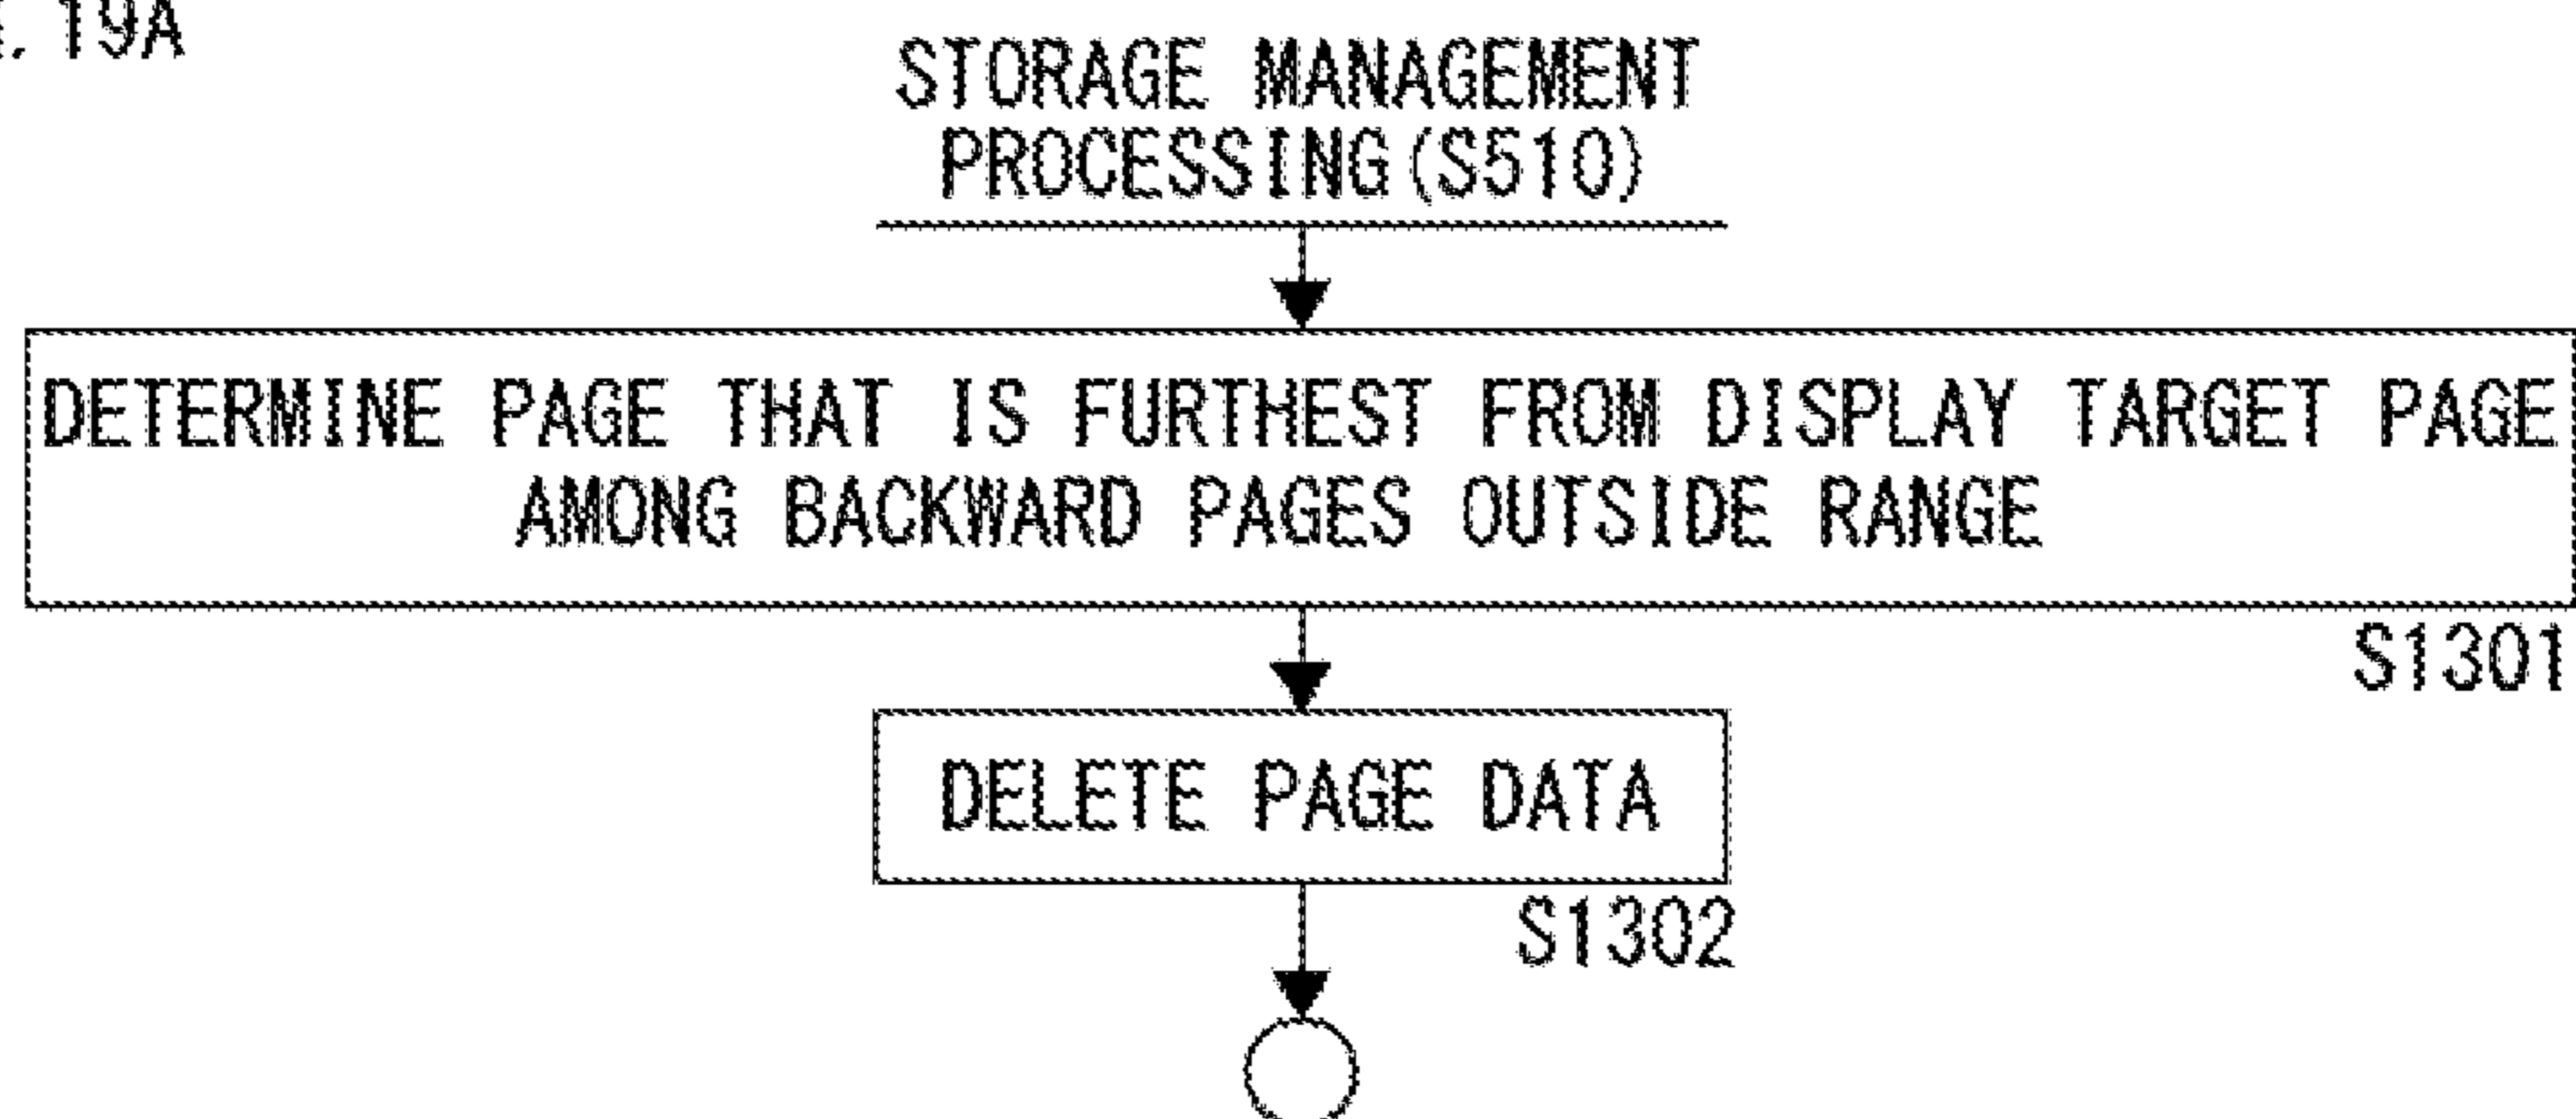 . 19A
STORAGE MANAGEMENT
PROCESSING(S510)
DETERMINE PAGE THAT IS FURTHEST FROM DISPLAY TARGET PAGE
AMONG BACKWARD PAGES OUTSIDE RANGE
S1301
DELETE PAGE DATA
S1302